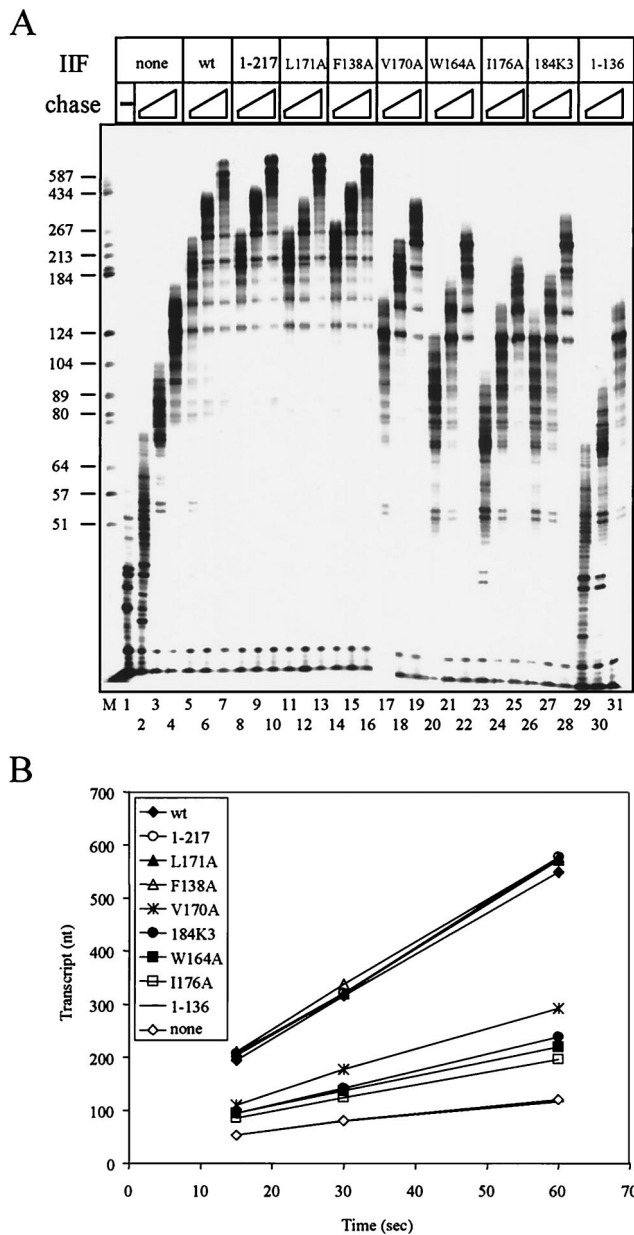 A
IIF none wt 1-217 L171A F138A V170A W164A I176A 184K3 1-136
chase –
587
434
267
213
184
124
104
89
80
64
57
51
M 1 3 5 7 9 11 13 15 17 19 21 23 25 27 29 31
2 4 6 8 10 12 14 16 18 20 22 24 26 28 30
B
700
600
500
400
300
200
100
0
Transcript (nt)
wt
1-217
L171A
F138A
V170A
184K3
W164A
I176A
1-136
none
0 10 20 30 40 50 60 70
Time (sec)